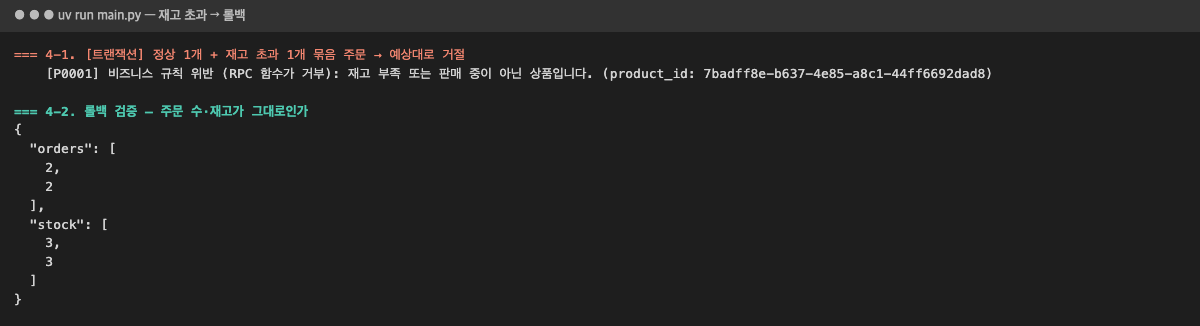 uv run main.py — 재고 초과 → 롤백
=== 4-1. [트랜잭션] 정상 1개 + 재고 초과 1개 묶음 주문 → 예상대로 거절
[P0001] 비즈니스 규칙 위반 (RPC 함수가 거부): 재고 부족 또는 판매 중이 아닌 상품입니다. (product_id: 7badff8e-b637-4e85-a8c1-44ff6692dad8)
=== 4-2. 롤백 검증 — 주문 수·재고가 그대로인가
{
"orders": [
2,
2
],
"stock": [
3,
3
]
}